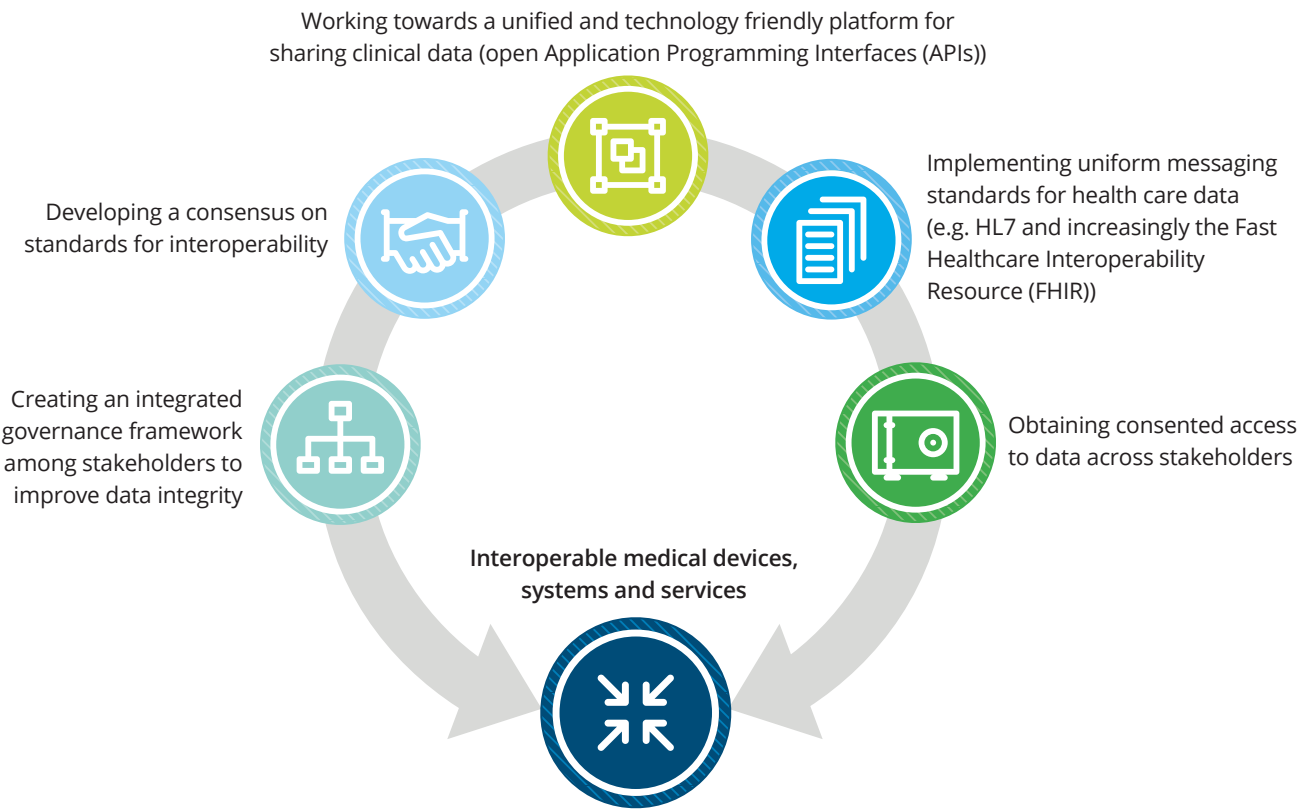 Working towards a unified and technology friendly platform for
sharing clinical data (open Application Programming Interfaces (APIs))
Developing a consensus on
standards for interoperability
Implementing uniform messaging
standards for health care data
(e.g. HL7 and increasingly the Fast
Healthcare Interoperability
Resource (FHIR))
Creating an integrated
governance framework
among stakeholders to
improve data integrity
Obtaining consented access
to data across stakeholders
Interoperable medical devices,
systems and services